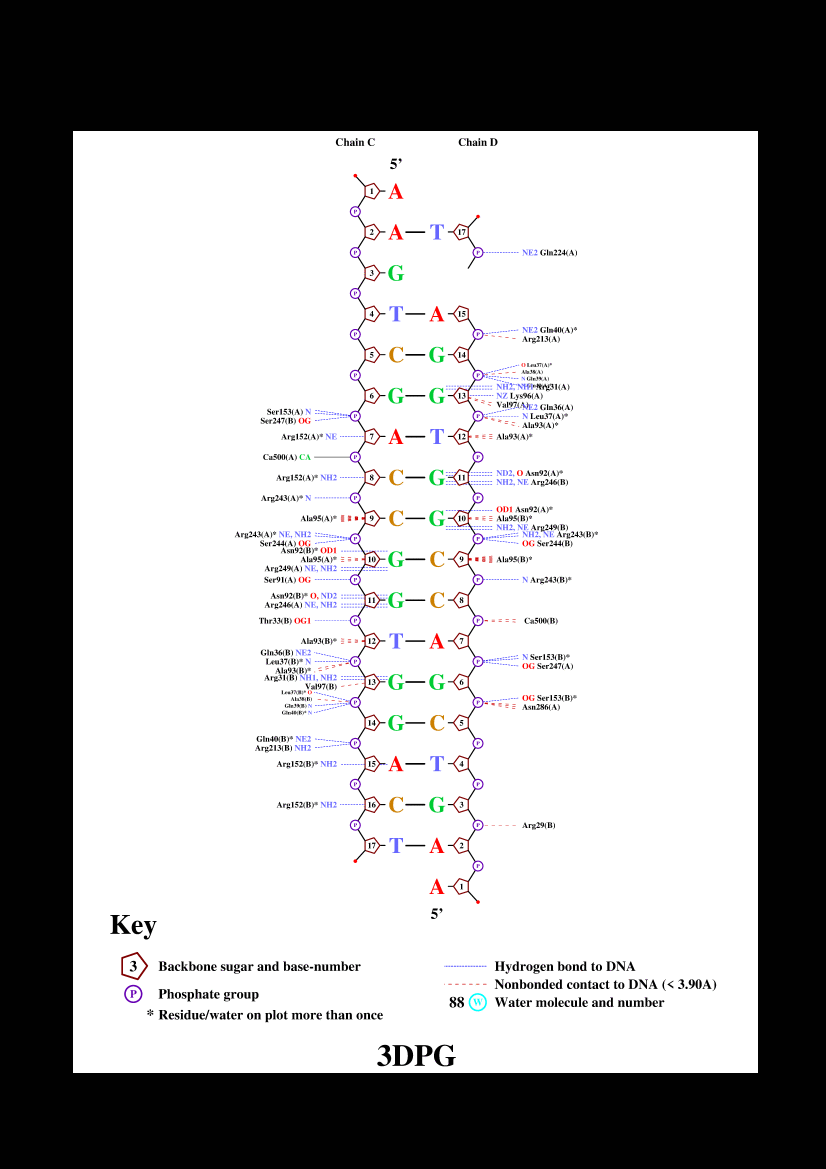 Chain C Chain D
5’
1 A
P
2 A T 17
P P NE2 Gln224(A)
3 G
P
4 T A 15
P P NE2 Gln40(A)*
Arg213(A)
5 C G 14
O Leu37(A)*
Ala38(A)
P P N Gln39(A)
NH2, NH1 Arg31(A)
6 G G 13 NZ Lys96(A)
Val97(A)
NE2 Gln36(A)
Ser153(A) N P P N Leu37(A)*
Ser247(B) OG Ala93(A)*
Arg152(A)* NE 7 A T 12 Ala93(A)*
Ca500(A) CA P P
ND2, O Asn92(A)*
Arg152(A)* NH2 8 C G 11 NH2, NE Arg246(B)
Arg243(A)* N P P
OD1 Asn92(A)*
Ala95(A)* 9 C G 10 Ala95(B)*
NH2, NE Arg249(B)
Arg243(A)* NE, NH2 P P NH2, NE Arg243(B)*
Ser244(A) OG OG Ser244(B)
Asn92(B)* OD1
Ala95(A)* 10 G C 9 Ala95(B)*
Arg249(A) NE, NH2
Ser91(A) OG P P N Arg243(B)*
Asn92(B)* O, ND2 11 G C 8
Arg246(A) NE, NH2
Thr33(B) OG1 P P Ca500(B)
Ala93(B)* 12 T A 7
Gln36(B) NE2
Leu37(B)* N P P N Ser153(B)*
Ala93(B)* OG Ser247(A)
Arg31(B) NH1, NH2 13 G G 6
Val97(B)
Leu37(B)* O
Ala38(B) P P OG Ser153(B)*
Gln39(B) N Asn286(A)
Gln40(B)* N
14 G C 5
Gln40(B)* NE2 P P
Arg213(B) NH2
Arg152(B)* NH2 15 A T 4
P P
Arg152(B)* NH2 16 C G 3
P P Arg29(B)
17 T A 2
P
A 1
5’
Key
3 Backbone sugar and base-number
P Phosphate group
* Residue/water on plot more than once
Hydrogen bond to DNA
Nonbonded contact to DNA (< 3.90A)
88 W Water molecule and number
3DPG